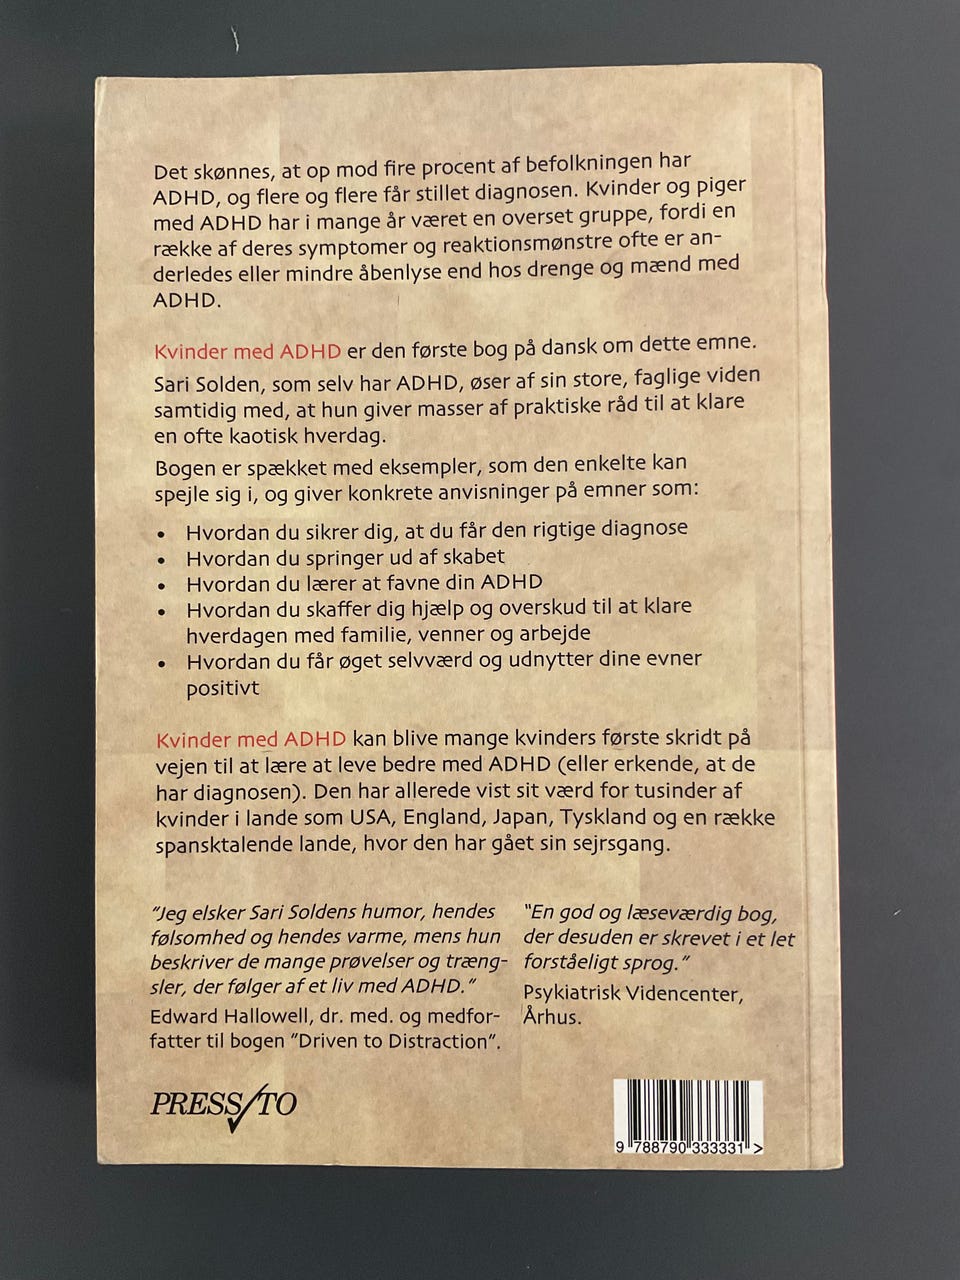 Det skønnes, at op mod fire procent af befolkningen har
ADHD, og flere og flere får stillet diagnosen. Kvinder og piger
med ADHD har i mange år været en overset gruppe, fordi en
række af deres symptomer og reaktionsmønstre ofte er an-
derledes eller mindre åbenlyse end hos drenge og mænd med
ADHD.
Kvinder med ADHD er den første bog på dansk om dette emne.
Sari Solden, som selv har ADHD, øser af sin store, faglige viden
samtidig med, at hun giver masser af praktiske råd til at klare
en ofte kaotisk hverdag.
Bogen er spækket med eksempler, som den enkelte kan
spejle sig i, og giver konkrete anvisninger på emner som:
• Hvordan du sikrer dig, at du får den rigtige diagnose
• Hvordan du springer ud af skabet
• Hvordan du lærer at favne din ADHD
• Hvordan du skaffer dig hjælp og overskud til at klare
hverdagen med familie, venner og arbejde
• Hvordan du får øget selvværd og udnytter dine evner
positivt
Kvinder med ADHD kan blive mange kvinders første skridt på
vejen til at lære at leve bedre med ADHD (eller erkende, at de
har diagnosen). Den har allerede vist sit værd for tusinder af
kvinder i lande som USA, England, Japan, Tyskland og en række
spansktalende lande, hvor den har gået sin sejrsgang.
"Jeg elsker Sari Soldens humor, hendes
følsomhed og hendes varme, mens hun
beskriver de mange prøvelser og træng-
sler, der følger af et liv med ADHD."
Edward Hallowell, dr. med. og medfor-
fatter til bogen "Driven to Distraction".
"En god og læseværdig bog,
der desuden er skrevet i et let
forståeligt sprog."
Psykiatrisk Videncenter,
Århus.
PRESSTO
9 788790 333331 >